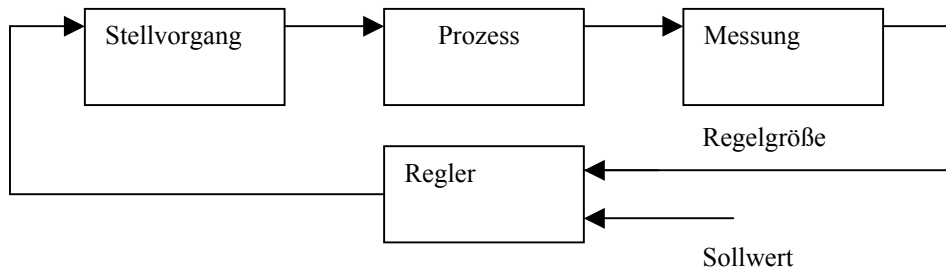 Stellvorgang
Prozess
Messung
Regelgröße
Regler
Sollwert